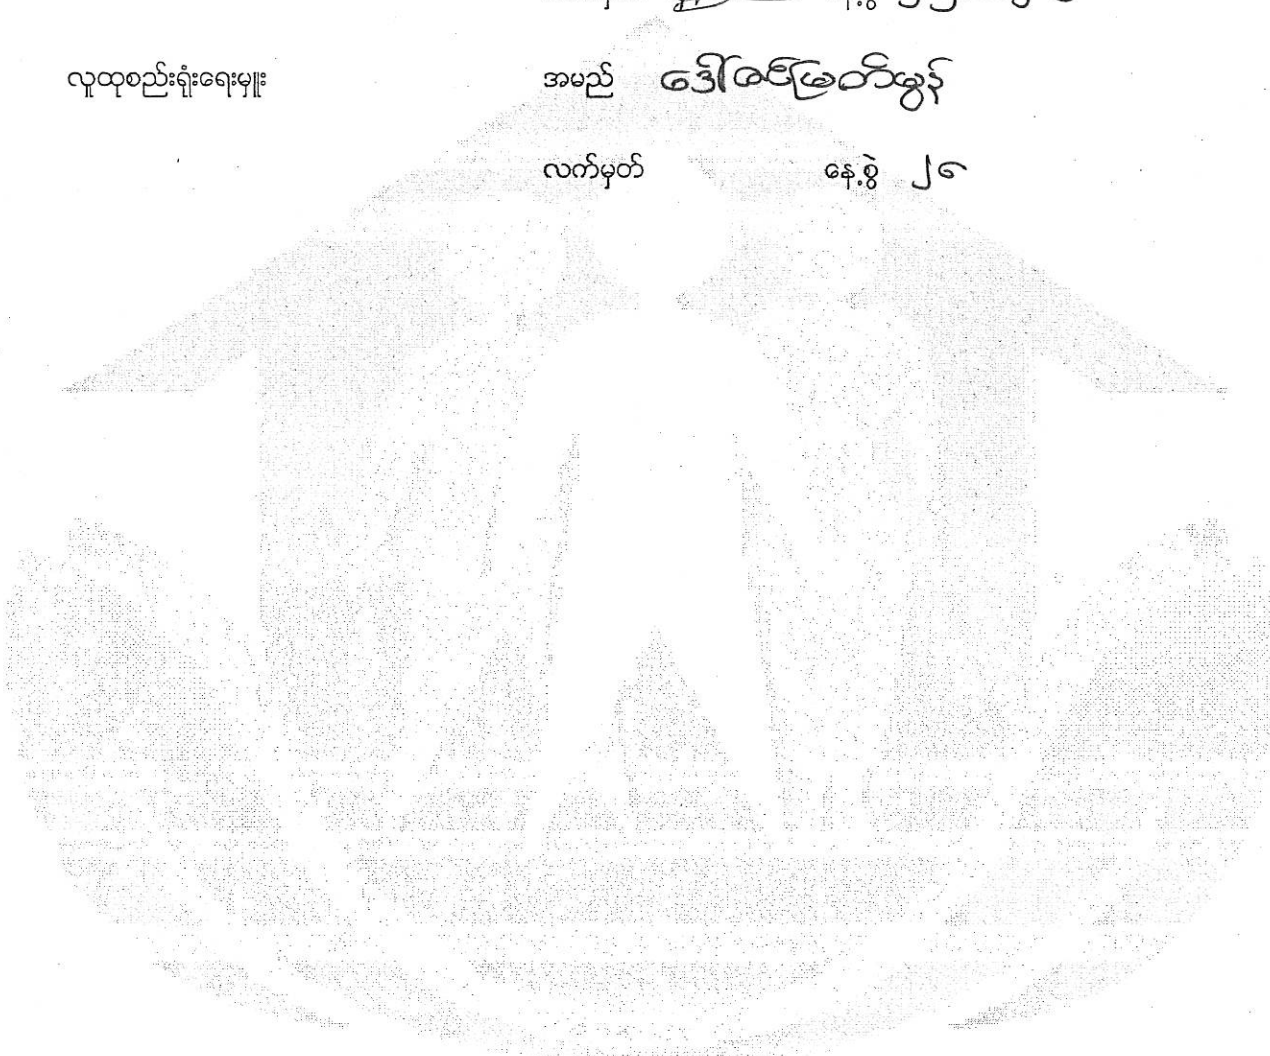 လူထုစည်းရုံးရေးမှူး အမည် ဒေါ်ဇင်မြတ်မွန်
လက်မှတ် နေ့စွဲ ၂၆